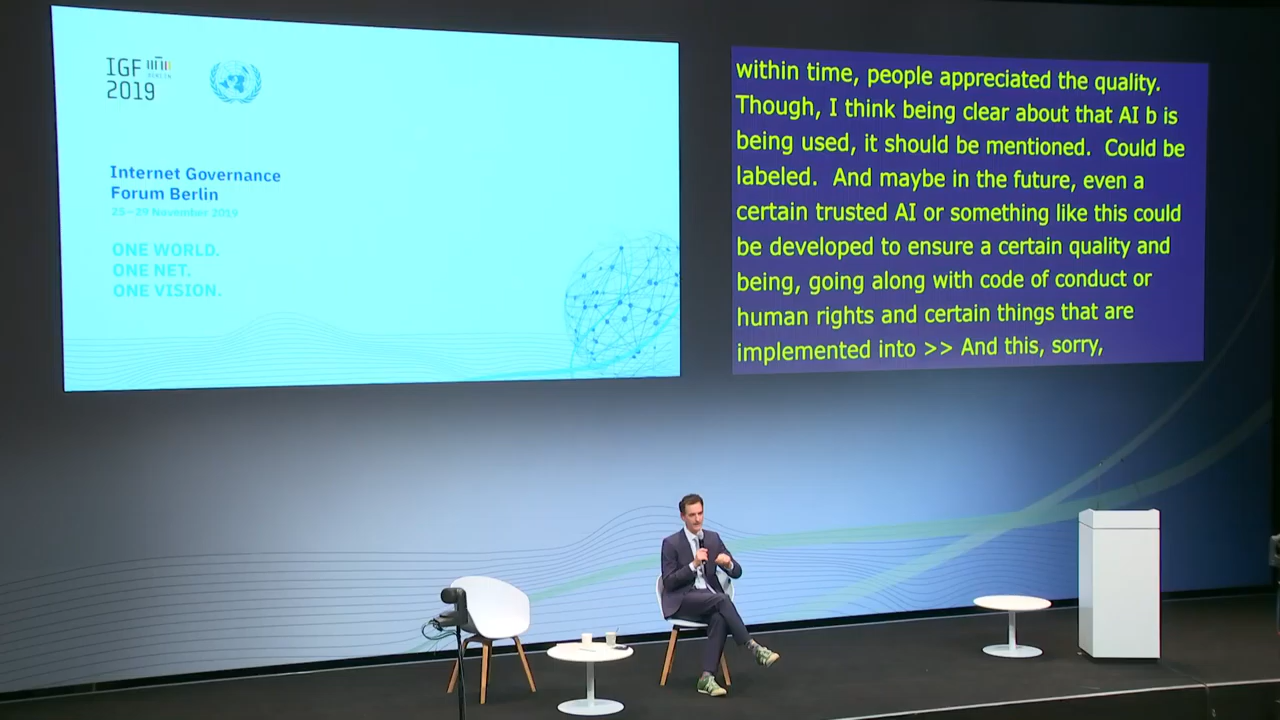 IGF
2019
BERLIN
Internet Governance
Forum Berlin
25–29 November 2019
ONE WORLD.
ONE NET.
ONE VISION.
within time, people appreciated the quality.
Though, I think being clear about that AI b is
being used, it should be mentioned.  Could be
labeled.  And maybe in the future, even a
certain trusted AI or something like this could
be developed to ensure a certain quality and
being, going along with code of conduct or
human rights and certain things that are
implemented into >> And this, sorry,